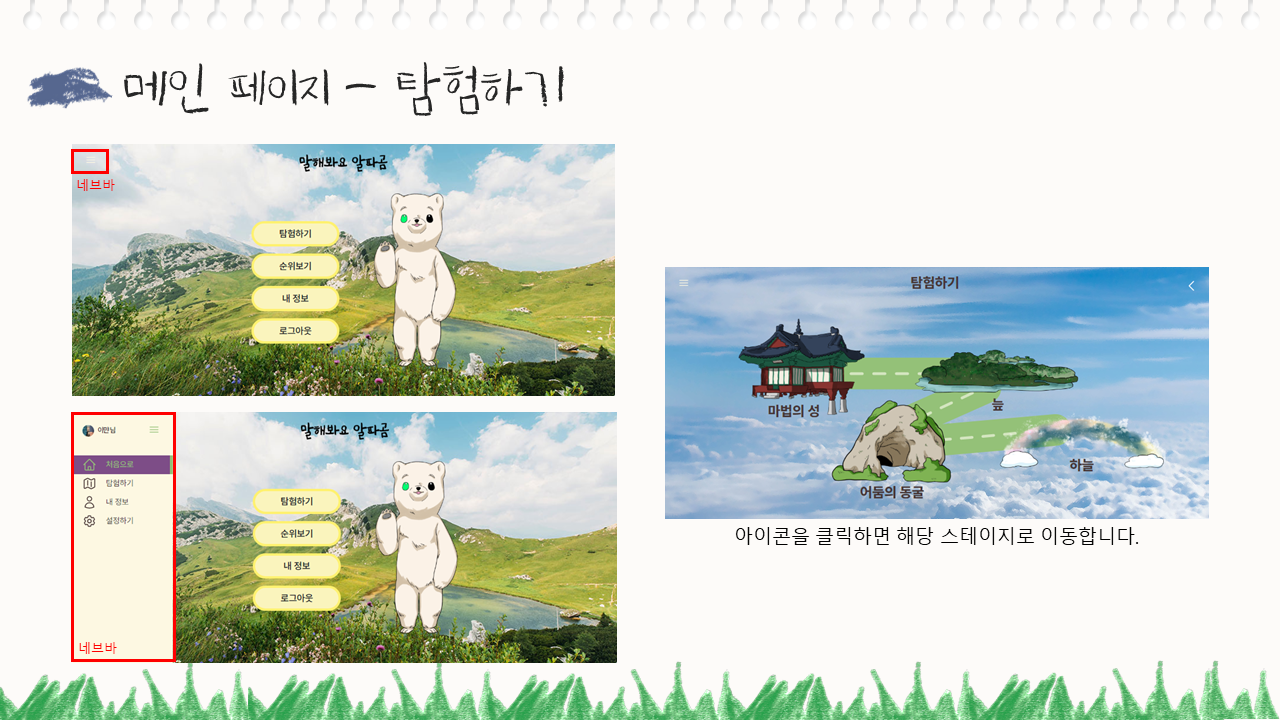 메인 페이지 - 탐험하기
말해봐요 알파곰
네브바
탐험하기
순위보기
내 정보
로그아웃
이만님
말해봐요 알파곰
처음으로
탐험하기
내 정보
설정하기
탐험하기
순위보기
내 정보
로그아웃
네브바
탐험하기
마법의 성
늪
어둠의 동굴
하늘
아이콘을 클릭하면 해당 스테이지로 이동합니다.